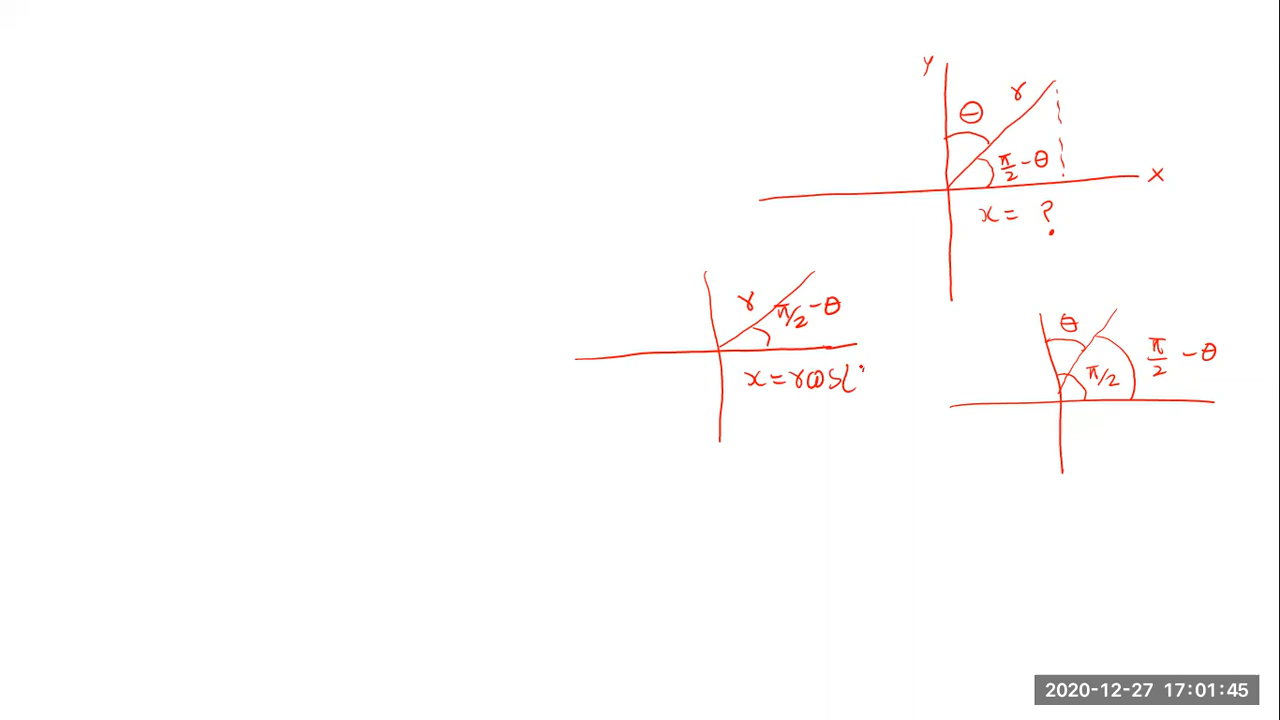 y
θ
r
π/2 - θ
x
x = ?
r
π/2 - θ
x = r cos(
θ
π/2
π/2 - θ
2020-12-27 17:01:45